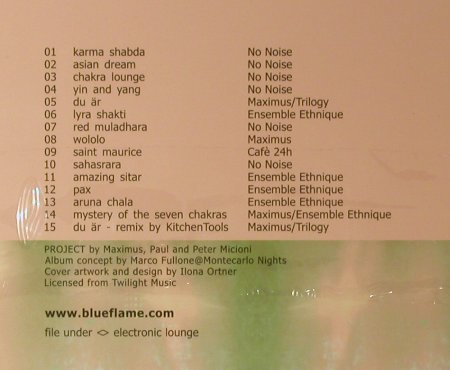 01 karma shabda No Noise
02 asian dream No Noise
03 chakra lounge No Noise
04 yin and yang No Noise
05 du är Maximus/Trilogy
06 lyra shakti Ensemble Ethnique
07 red muladhara No Noise
08 wololo Maximus
09 saint maurice Cafè 24h
10 sahasrara No Noise
11 amazing sitar Ensemble Ethnique
12 pax Ensemble Ethnique
13 aruna chala Ensemble Ethnique
14 mystery of the seven chakras Maximus/Ensemble Ethnique
15 du är - remix by KitchenTools Maximus/Trilogy
PROJECT by Maximus, Paul and Peter Micioni
Album concept by Marco Fullone@Montecarlo Nights
Cover artwork and design by Ilona Ortner
Licensed from Twilight Music
www.blueflame.com
file under <> electronic lounge